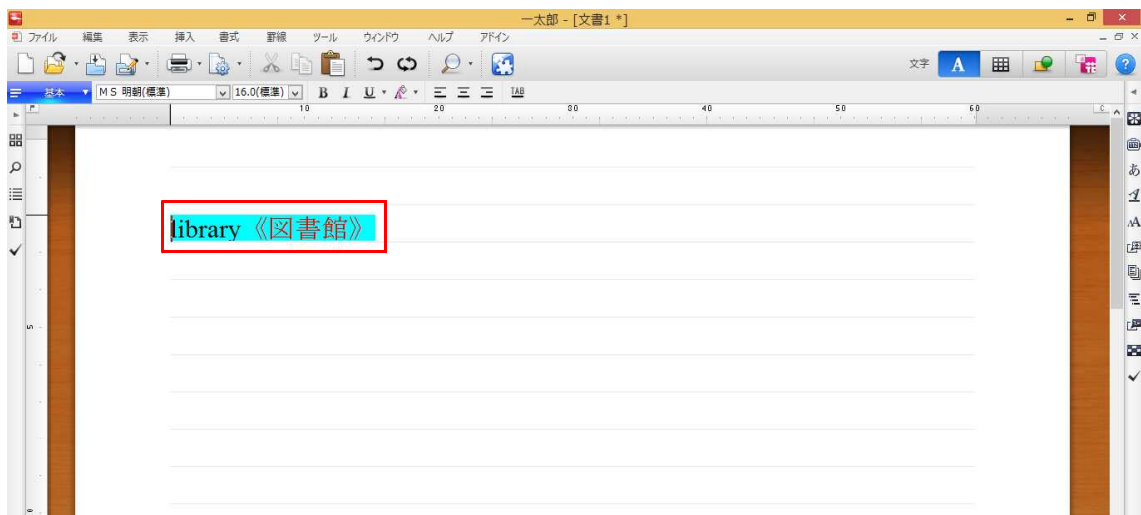 一太郎 - [文書1 *]
ファイル 編集 表示 挿入 書式 罫線 ツール ウィンドウ ヘルプ アドイン
文字 A
基本 ＭＳ 明朝(標準) 16.0(標準) B I U TAB
10 20 30 40 50 60
library《図書館》
5